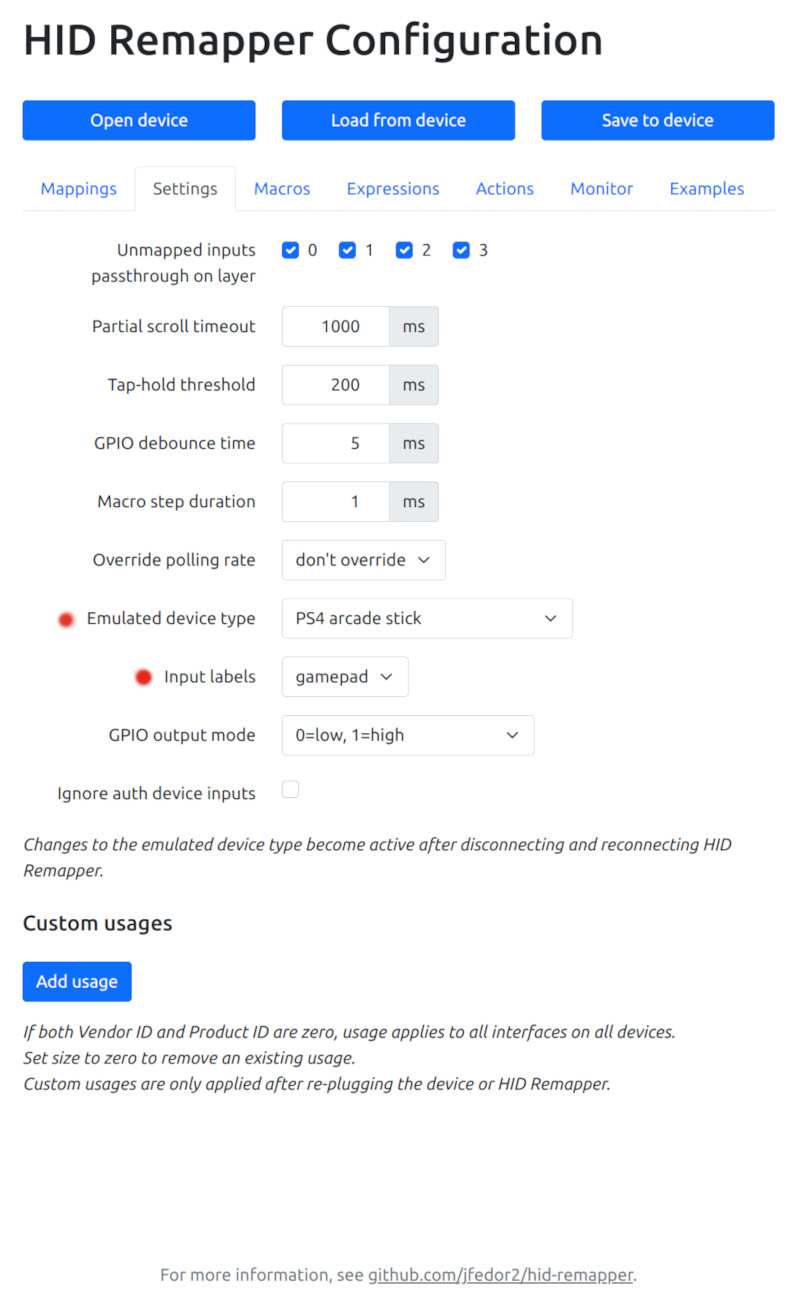 HID Remapper Configuration
Open device
Load from device
Save to device
Mappings
Settings
Macros
Expressions
Actions
Monitor
Examples
Unmapped inputs
passthrough on layer
0
1
2
3
Partial scroll timeout
1000
ms
Tap-hold threshold
200
ms
GPIO debounce time
5
ms
Macro step duration
1
ms
Override polling rate
don't override
Emulated device type
PS4 arcade stick
Input labels
gamepad
GPIO output mode
0=low, 1=high
Ignore auth device inputs
Changes to the emulated device type become active after disconnecting and reconnecting HID
Remapper.
Custom usages
Add usage
If both Vendor ID and Product ID are zero, usage applies to all interfaces on all devices.
Set size to zero to remove an existing usage.
Custom usages are only applied after re-plugging the device or HID Remapper.
For more information, see github.com/jfedor2/hid-remapper.